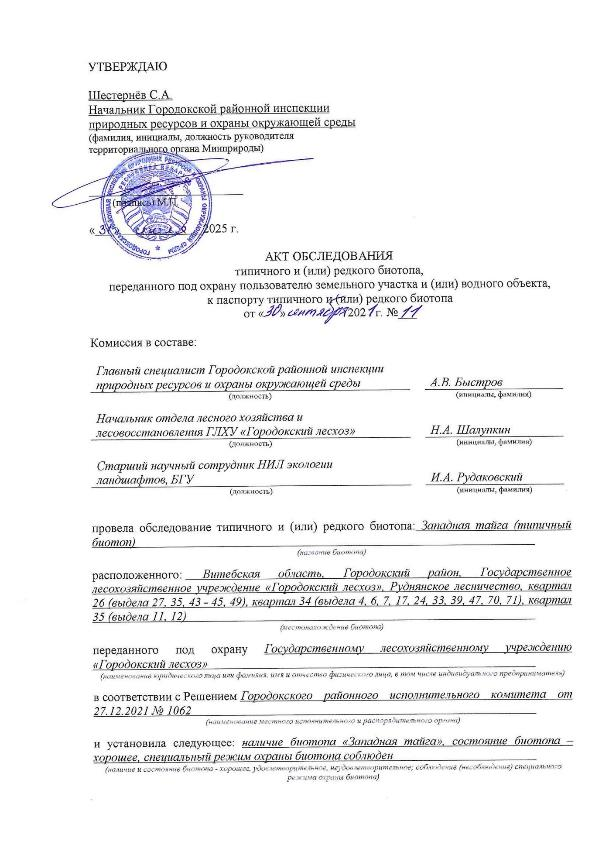 УТВЕРЖДАЮ
Шестернёв С.А.
Начальник Городокской районной инспекции
природных ресурсов и охраны окружающей среды
(фамилия, инициалы, должность руководителя
территориального органа Минприроды)
(подпись) М.П.
« 2025 г.
АКТ ОБСЛЕДОВАНИЯ
типичного и (или) редкого биотопа,
переданного под охрану пользователю земельного участка и (или) водного объекта,
к паспорту типичного и (или) редкого биотопа
от «30» сентября 2021 г. № 11
Комиссия в составе:
Главный специалист Городокской районной инспекции
природных ресурсов и охраны окружающей среды А.В. Быстров
(должность) (инициалы, фамилия)
Начальник отдела лесного хозяйства и
лесовосстановления ГЛХУ «Городокский лесхоз» Н.А. Шалупкин
(должность) (инициалы, фамилия)
Старший научный сотрудник НИЛ экологии
ландшафтов, БГУ И.А. Рудаковский
(должность) (инициалы, фамилия)
провела обследование типичного и (или) редкого биотопа: Западная тайга (типичный
биотоп)
(название биотопа)
расположенного: Витебская область, Городокский район, Государственное
лесохозяйственное учреждение «Городокский лесхоз», Руднянское лесничество, квартал
26 (выдела 27, 35, 43 - 45, 49), квартал 34 (выдела 4, 6, 7, 17, 24, 33, 39, 47, 70, 71), квартал
35 (выдела 11, 12)
(местонахождение биотопа)
переданного под охрану Государственному лесохозяйственному учреждению
«Городокский лесхоз»
(наименование юридического лица или фамилия, имя и отчество физического лица, в том числе индивидуального предпринимателя)
в соответствии с Решением Городокского районного исполнительного комитета от
27.12.2021 № 1062
(наименование местного исполнительного и распорядительного органа)
и установила следующее: наличие биотопа «Западная тайга», состояние биотопа –
хорошее, специальный режим охраны биотопа соблюден
(наличие и состояние биотопа - хорошее, удовлетворительное, неудовлетворительное; соблюдение (несоблюдение) специального
режима охраны биотопа)